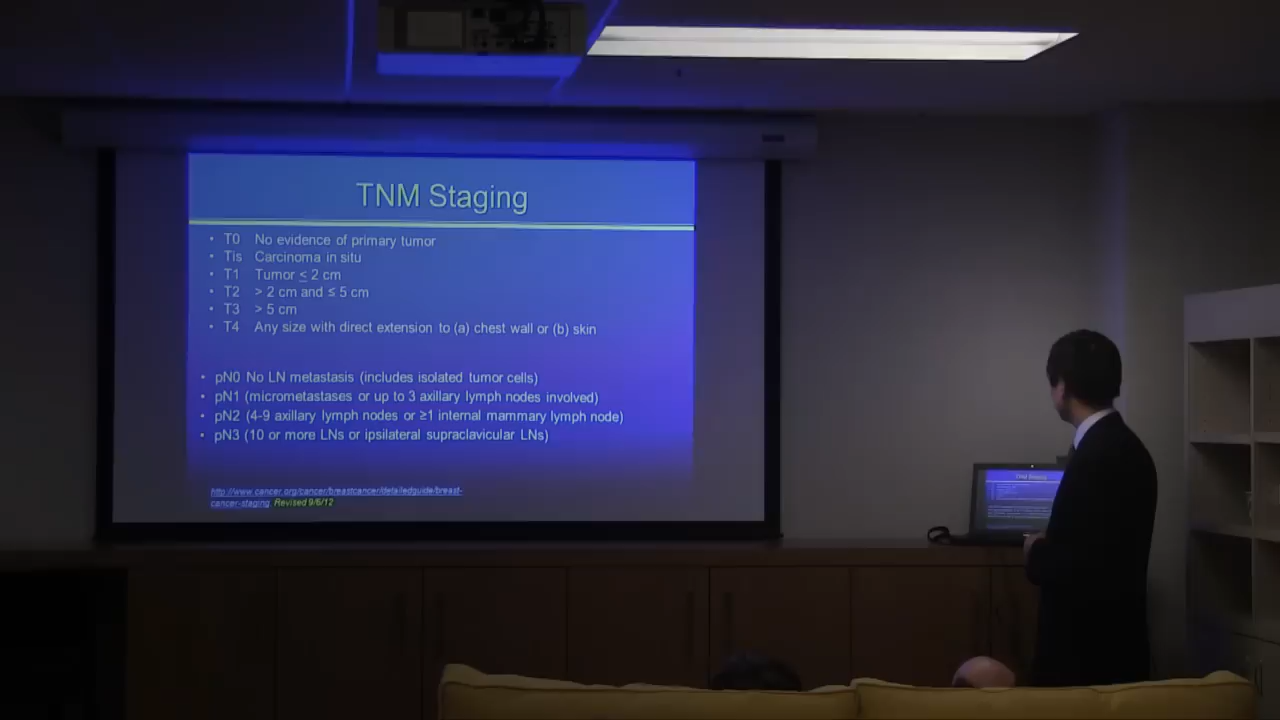 TNM Staging
• T0 No evidence of primary tumor
• Tis Carcinoma in situ
• T1 Tumor ≤ 2 cm
• T2 > 2 cm and ≤ 5 cm
• T3 > 5 cm
• T4 Any size with direct extension to (a) chest wall or (b) skin
• pN0 No LN metastasis (includes isolated tumor cells)
• pN1 (micrometastases or up to 3 axillary lymph nodes involved)
• pN2 (4-9 axillary lymph nodes or ≥1 internal mammary lymph node)
• pN3 (10 or more LNs or ipsilateral supraclavicular LNs)
http://www.cancer.org/cancer/breastcancer/detailedguide/breast-
cancer-staging Revised 9/6/12
TNM Staging